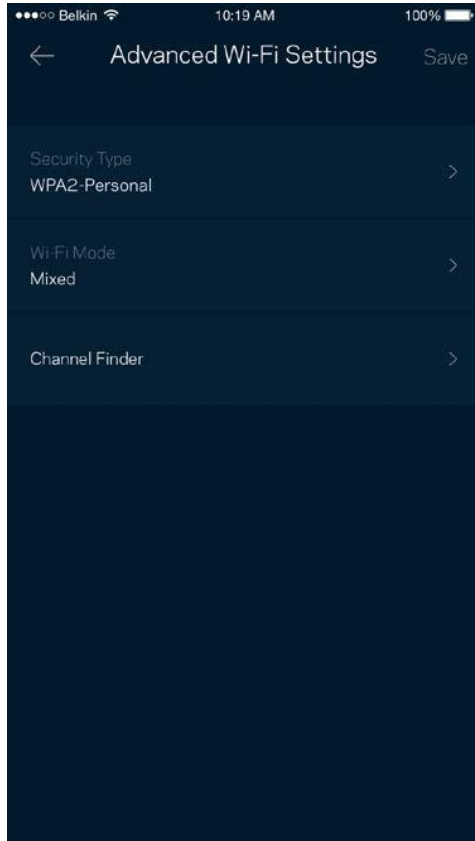 Belkin 10:19 AM 100%
Advanced Wi-Fi Settings Save
Security Type
WPA2-Personal
Wi-Fi Mode
Mixed
Channel Finder